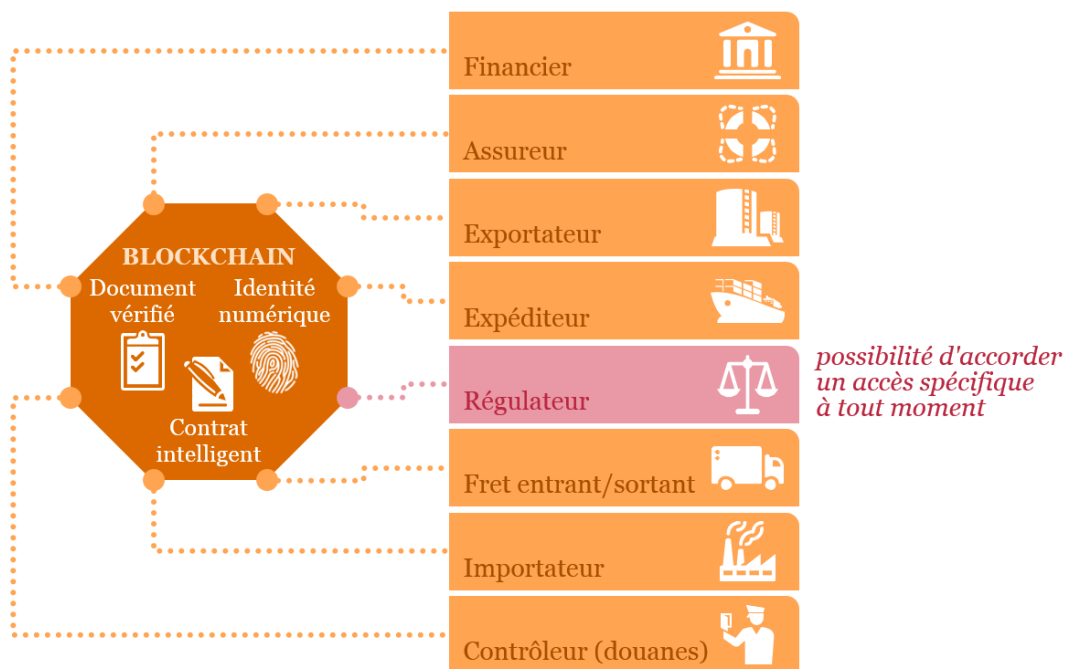 Financier
Assureur
Exportateur
Expéditeur
Régulateur
Fret entrant/sortant
Importateur
Contrôleur (douanes)
BLOCKCHAIN
Document
vérifié
Identité
numérique
Contrat
intelligent
possibilité d'accorder
un accès spécifique
à tout moment